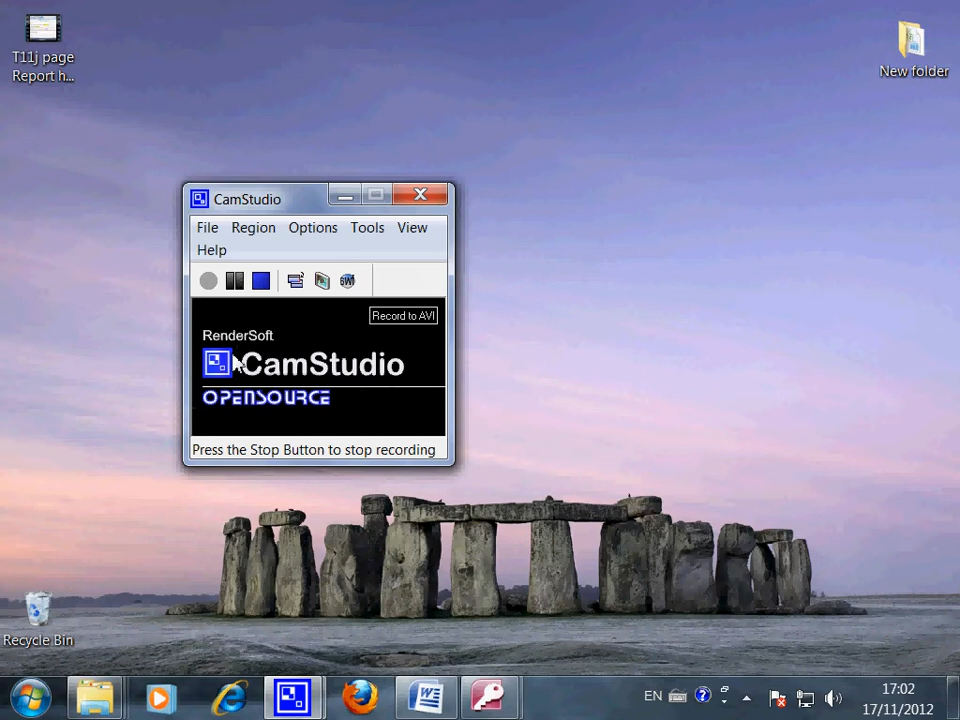 T11j page
Report h...
New folder
CamStudio
File Region Options Tools View
Help
Record to AVI
RenderSoft
CamStudio
OPENSOURCE
Press the Stop Button to stop recording
Recycle Bin
EN
17:02
17/11/2012